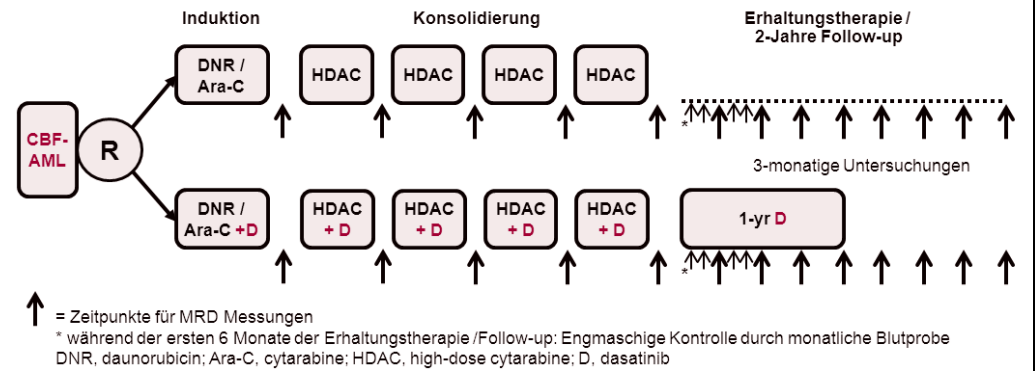 Induktion
Konsolidierung
Erhaltungstherapie /
2-Jahre Follow-up
DNR /
Ara-C
HDAC
HDAC
HDAC
HDAC
*
CBF-
AML
R
3-monatige Untersuchungen
DNR /
Ara-C +D
HDAC
+ D
HDAC
+ D
HDAC
+ D
HDAC
+ D
1-yr D
*
= Zeitpunkte für MRD Messungen
* während der ersten 6 Monate der Erhaltungstherapie /Follow-up: Engmaschige Kontrolle durch monatliche Blutprobe
DNR, daunorubicin; Ara-C, cytarabine; HDAC, high-dose cytarabine; D, dasatinib